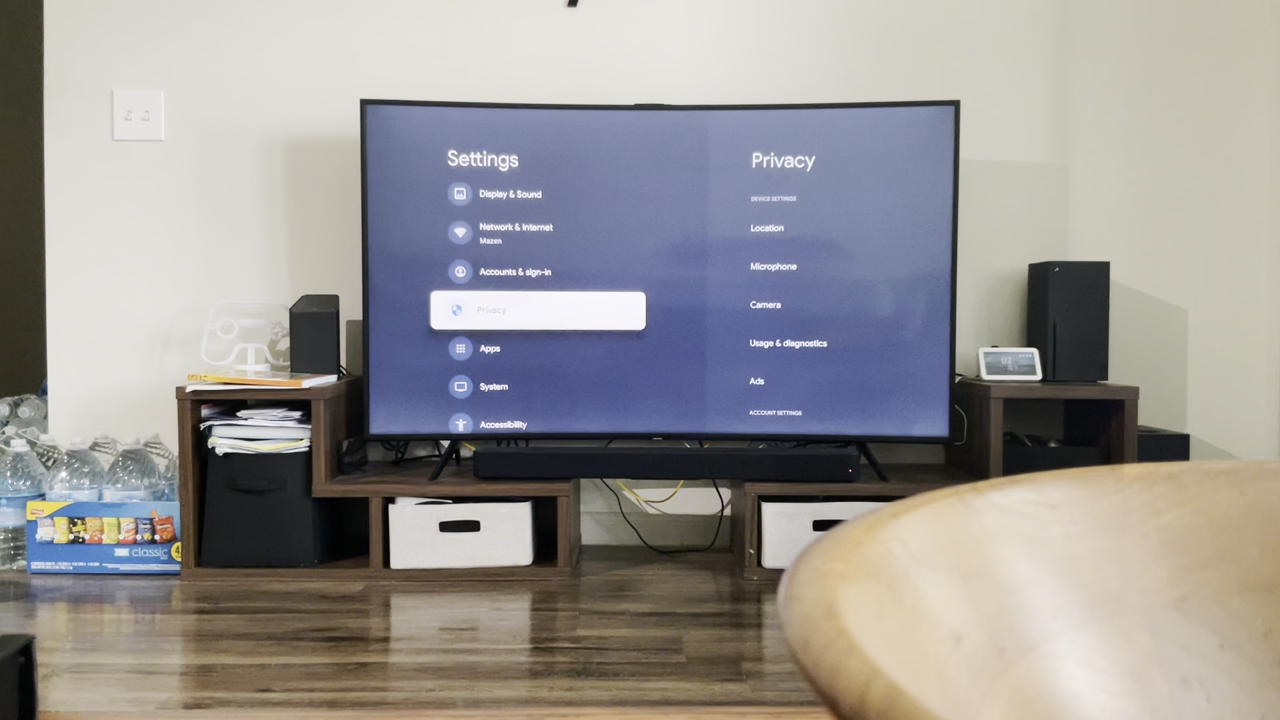 Settings
Display & Sound
Network & Internet
Mazen
Accounts & sign-in
Privacy
Apps
System
Accessibility
Privacy
DEVICE SETTINGS
Location
Microphone
Camera
Usage & diagnostics
Ads
ACCOUNT SETTINGS
classic